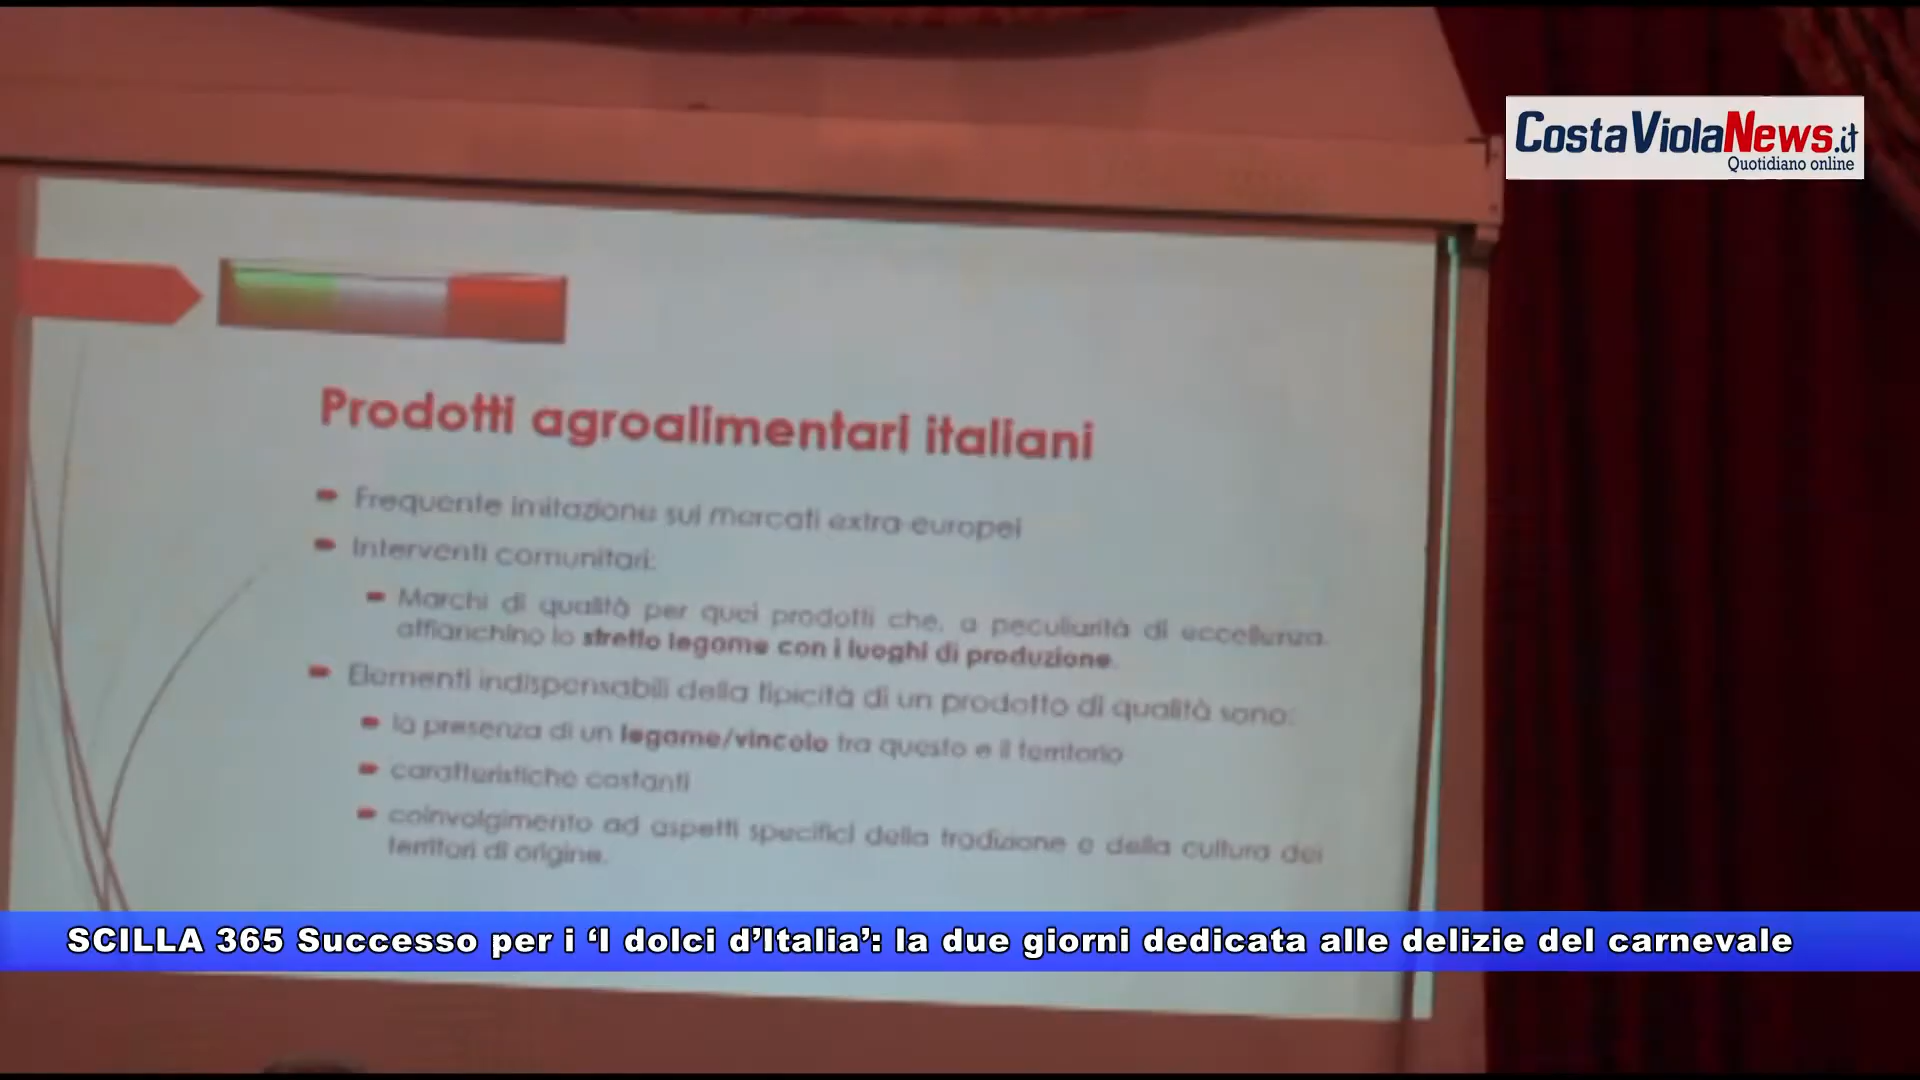 CostaViolaNews.it
Quotidiano online
Prodotti agroalimentari italiani
Frequente imitazione sui mercati extra-europei
Interventi comunitari:
Marchi di qualità per quei prodotti che, a peculiarità di eccellenza,
affianchino lo stretto legame con i luoghi di produzione.
Elementi indispensabili della tipicità di un prodotto di qualità sono:
la presenza di un legame/vincolo tra questo e il territorio
caratteristiche costanti
coinvolgimento ad aspetti specifici della tradizione e della cultura dei
territori di origine.
SCILLA 365 Successo per i ‘I dolci d’Italia’: la due giorni dedicata alle delizie del carnevale